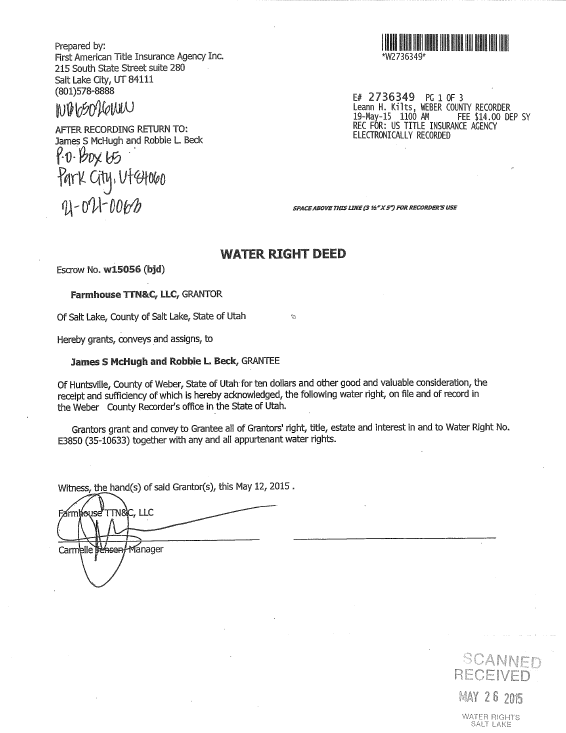 Prepared by:
First American Title Insurance Agency Inc.
215 South State Street suite 280
Salt Lake City, UT 84111
(801)578-8888
AFTER RECORDING RETURN TO:
James S McHugh and Robbie L. Beck
P.O. Box 65
Park City, UT 84060
21-021-0063
*W2736349*
E# 2736349 PG 1 OF 3
Leann H. Kilts, WEBER COUNTY RECORDER
19-May-15 1100 AM FEE $14.00 DEP SY
REC FOR: US TITLE INSURANCE AGENCY
ELECTRONICALLY RECORDED
SPACE ABOVE THIS LINE (3 ½" X 5") FOR RECORDER'S USE
WATER RIGHT DEED
Escrow No. w15056 (bjd)
Farmhouse TTN&C, LLC, GRANTOR
Of Salt Lake, County of Salt Lake, State of Utah
Hereby grants, conveys and assigns, to
James S McHugh and Robbie L. Beck, GRANTEE
Of Huntsville, County of Weber, State of Utah for ten dollars and other good and valuable consideration, the
receipt and sufficiency of which is hereby acknowledged, the following water right, on file and of record in
the Weber County Recorder's office in the State of Utah.
Grantors grant and convey to Grantee all of Grantors' right, title, estate and interest in and to Water Right No.
E3850 (35-10633) together with any and all appurtenant water rights.
Witness, the hand(s) of said Grantor(s), this May 12, 2015 .
Farmhouse TTN&C, LLC
Carmelle Jensen, Manager
SCANNED
RECEIVED
MAY 26 2015
WATER RIGHTS
SALT LAKE